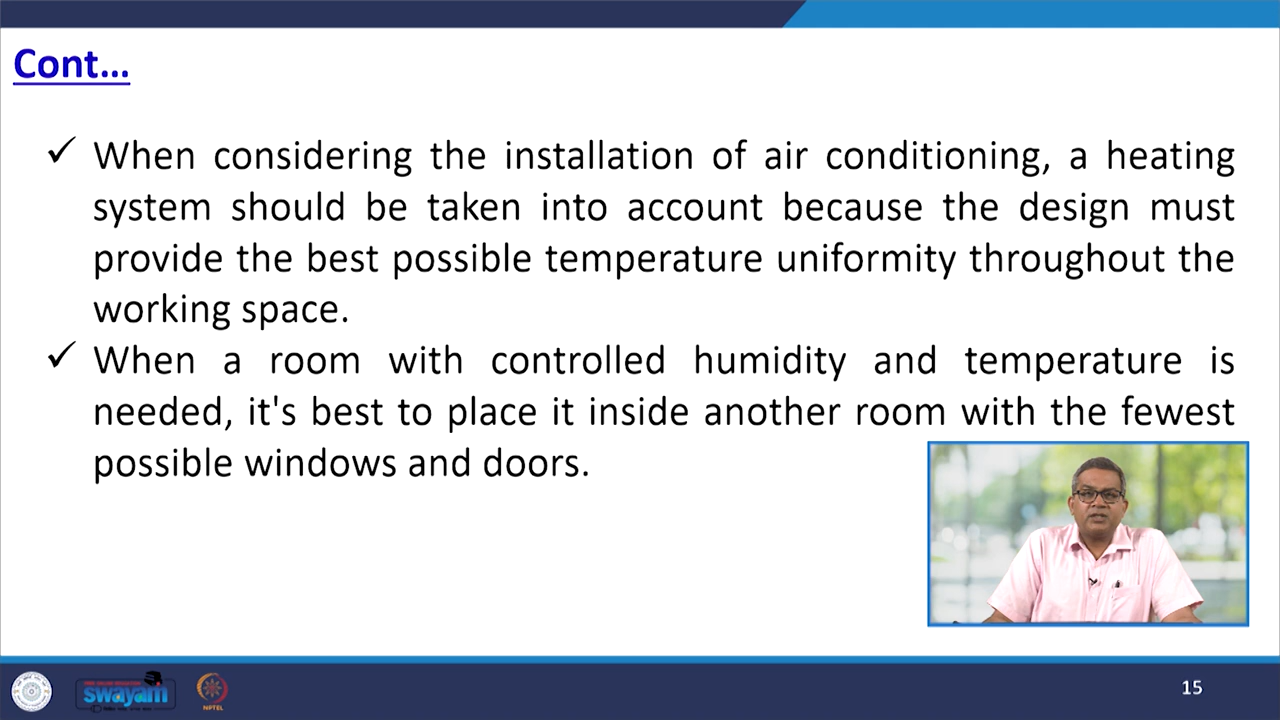 Cont...
✓ When considering the installation of air conditioning, a heating
system should be taken into account because the design must
provide the best possible temperature uniformity throughout the
working space.
✓ When a room with controlled humidity and temperature is
needed, it's best to place it inside another room with the fewest
possible windows and doors.
swayam
NPTEL
15